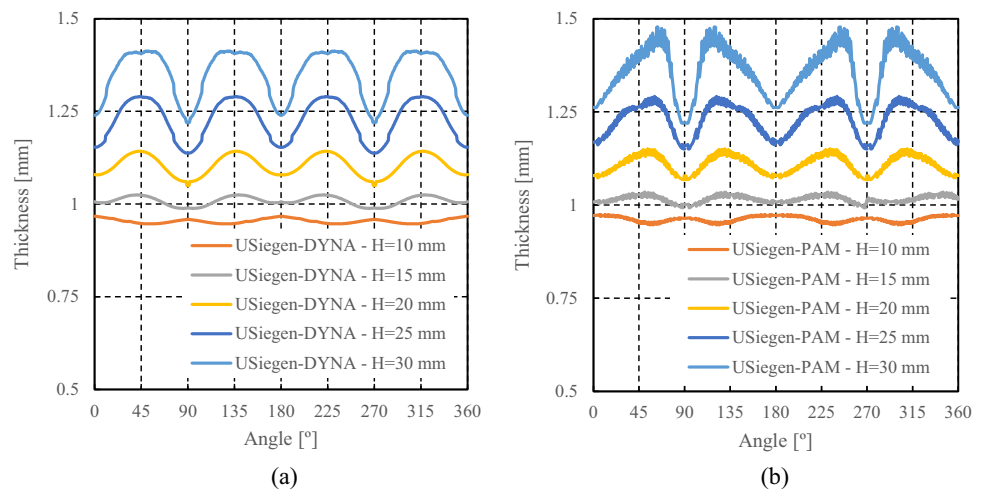 1.5
1.25
1
0.75
0.5
Thickness [mm]
USiegen-DYNA - H=10 mm
USiegen-DYNA - H=15 mm
USiegen-DYNA - H=20 mm
USiegen-DYNA - H=25 mm
USiegen-DYNA - H=30 mm
0 45 90 135 180 225 270 315 360
Angle [º]
(a)
1.5
1.25
1
0.75
0.5
Thickness [mm]
USiegen-PAM - H=10 mm
USiegen-PAM - H=15 mm
USiegen-PAM - H=20 mm
USiegen-PAM - H=25 mm
USiegen-PAM - H=30 mm
0 45 90 135 180 225 270 315 360
Angle [º]
(b)